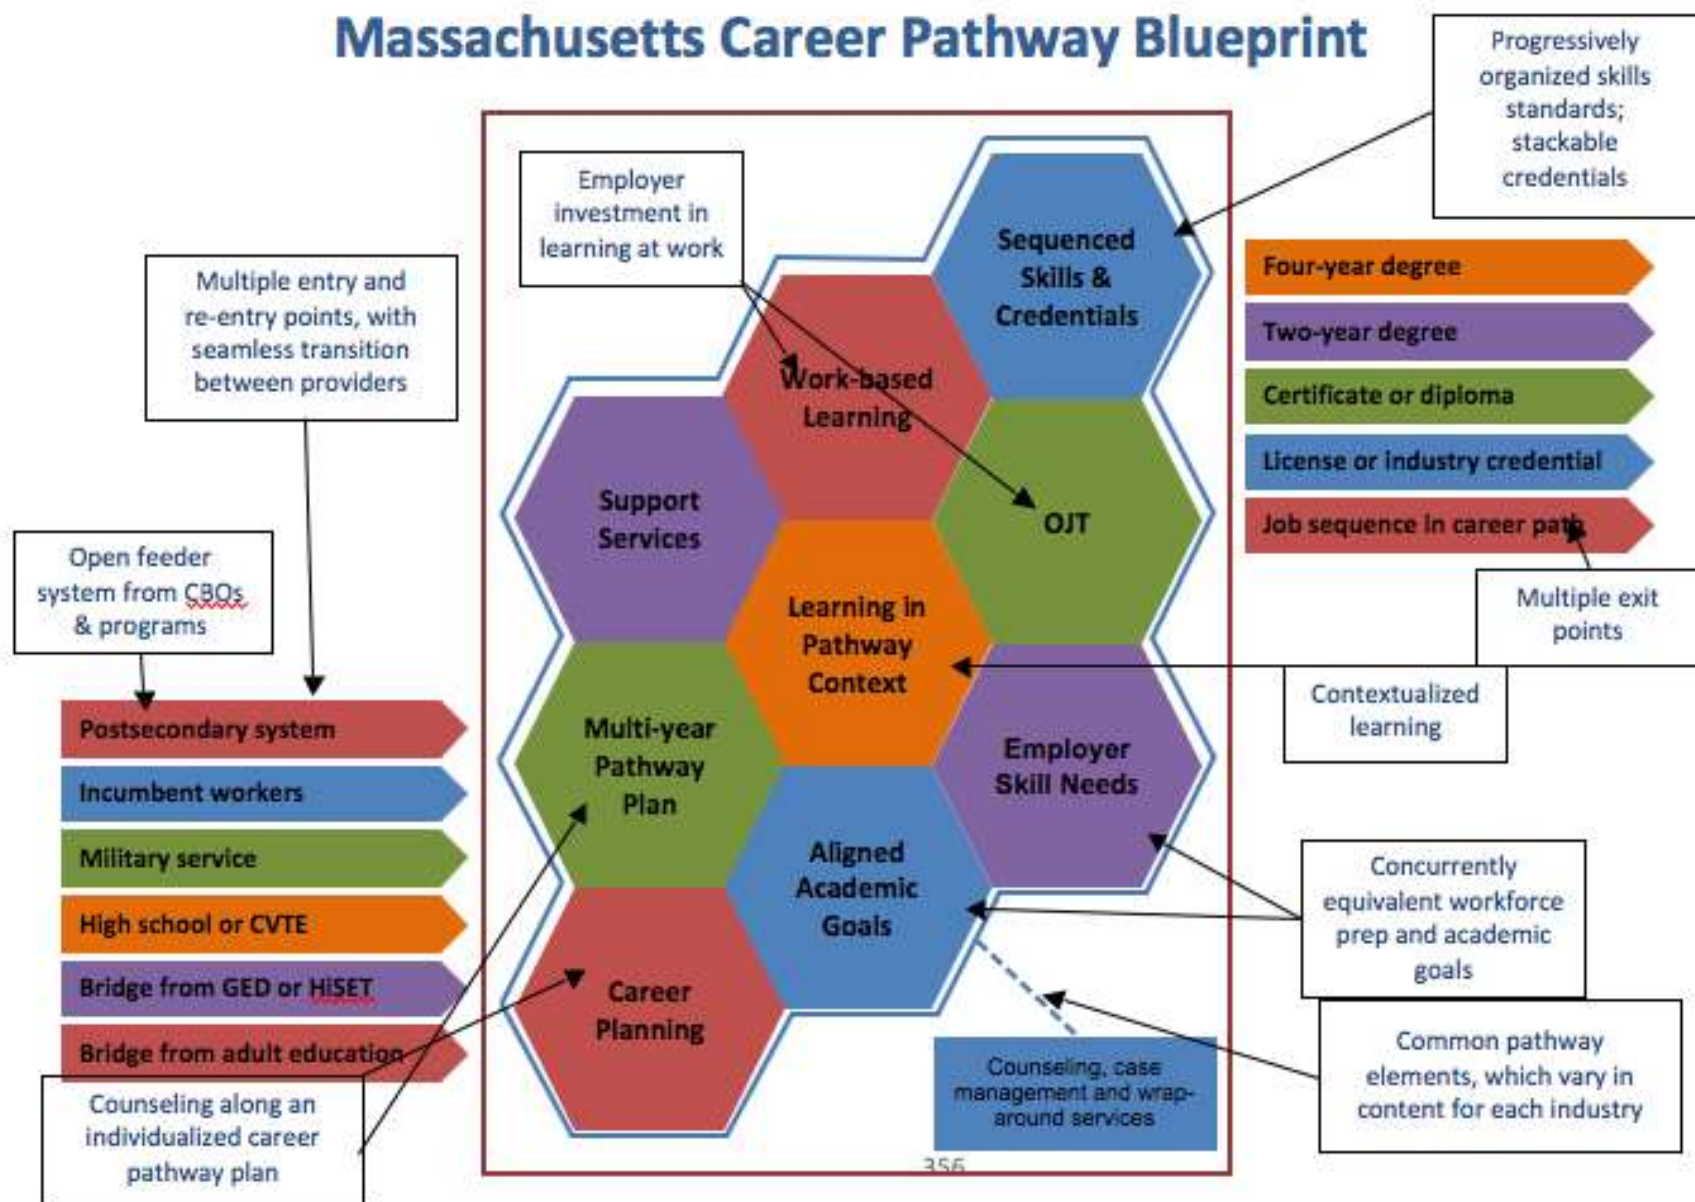 Massachusetts Career Pathway Blueprint
Progressively
organized skills
standards;
stackable
credentials
Employer
investment in
learning at work
Sequenced
Skills &
Credentials
Multiple entry and
re-entry points, with
seamless transition
between providers
Four-year degree
Two-year degree
Certificate or diploma
License or industry credential
Job sequence in career path
Work-based
Learning
Support
Services
OJT
Open feeder
system from CBOs
& programs
Multiple exit
points
Learning in
Pathway
Context
Contextualized
learning
Postsecondary system
Incumbent workers
Military service
High school or CVTE
Bridge from GED or HiSET
Bridge from adult education
Multi-year
Pathway
Plan
Employer
Skill Needs
Aligned
Academic
Goals
Concurrently
equivalent workforce
prep and academic
goals
Career
Planning
Common pathway
elements, which vary in
content for each industry
Counseling, case
management and wrap-
around services
Counseling along an
individualized career
pathway plan
356